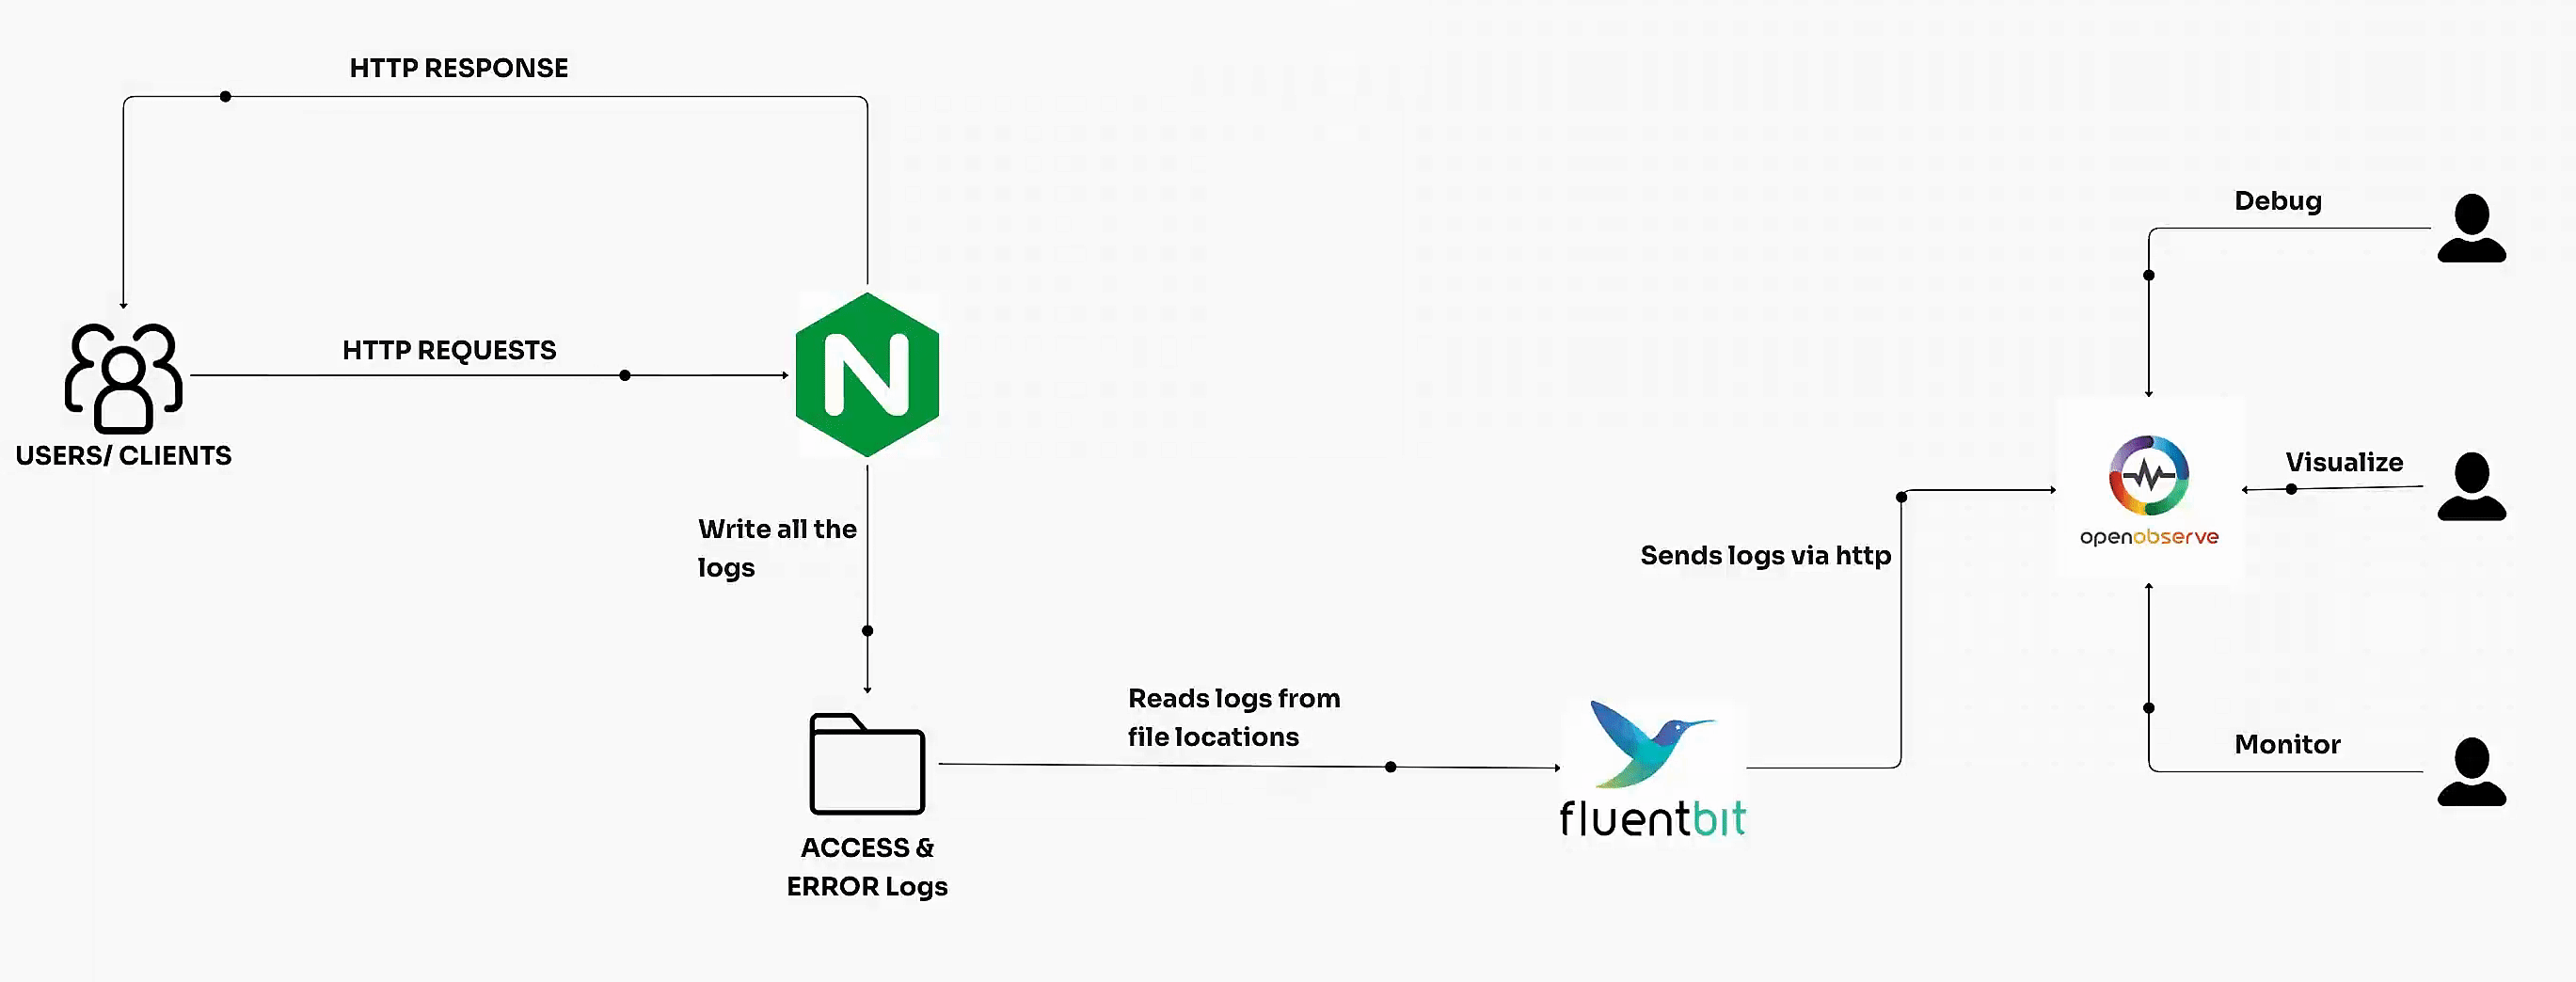 HTTP RESPONSE
Debug
HTTP REQUESTS
N
USERS/ CLIENTS
Visualize
Write all the
logs
openobserve
Sends logs via http
Reads logs from
file locations
Monitor
fluentbit
ACCESS &
ERROR Logs